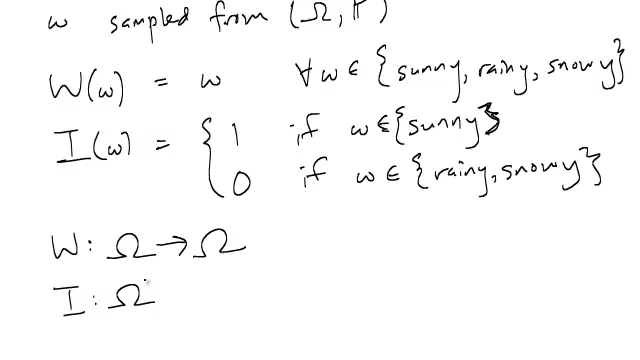 ω sampled from (Ω, P)
W(ω) = ω ∀ω ∈ {sunny, rainy, snowy}
I(ω) = { 1 if ω ∈ {sunny}
0 if ω ∈ {rainy, snowy}
W: Ω → Ω
I: Ω